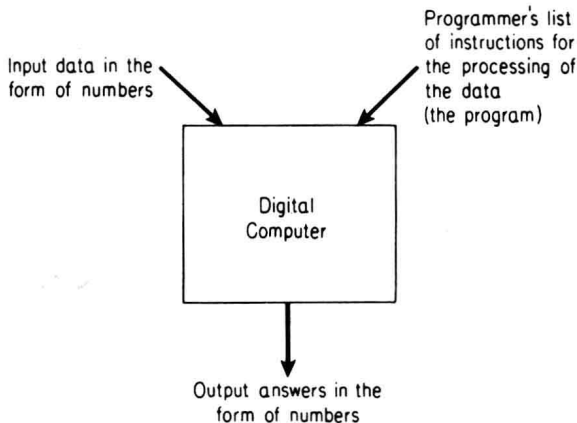 Programmer's list
of instructions for
the processing of
the data
(the program)
Input data in the
form of numbers
Digital
Computer
Output answers in the
form of numbers